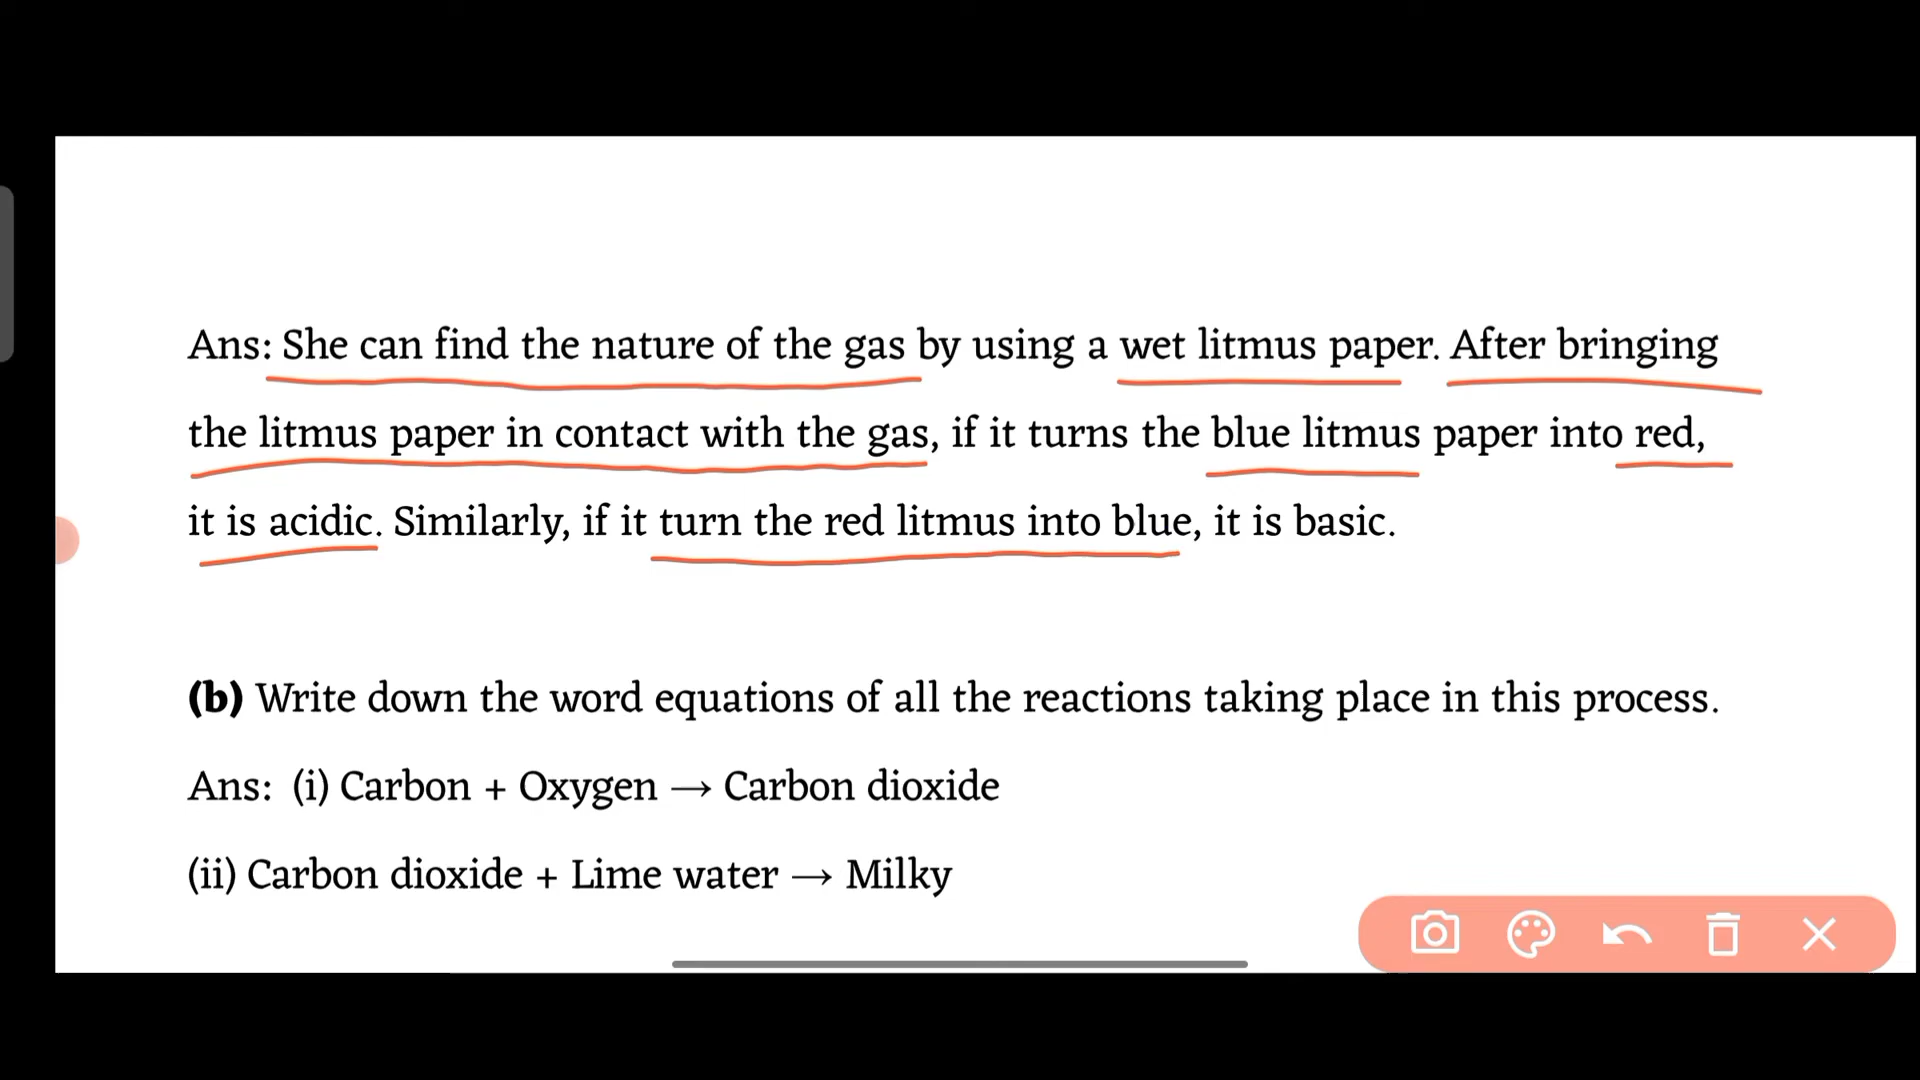 Ans: She can find the nature of the gas by using a wet litmus paper. After bringing
the litmus paper in contact with the gas, if it turns the blue litmus paper into red,
it is acidic. Similarly, if it turn the red litmus into blue, it is basic.
(b) Write down the word equations of all the reactions taking place in this process.
Ans: (i) Carbon + Oxygen → Carbon dioxide
(ii) Carbon dioxide + Lime water → Milky